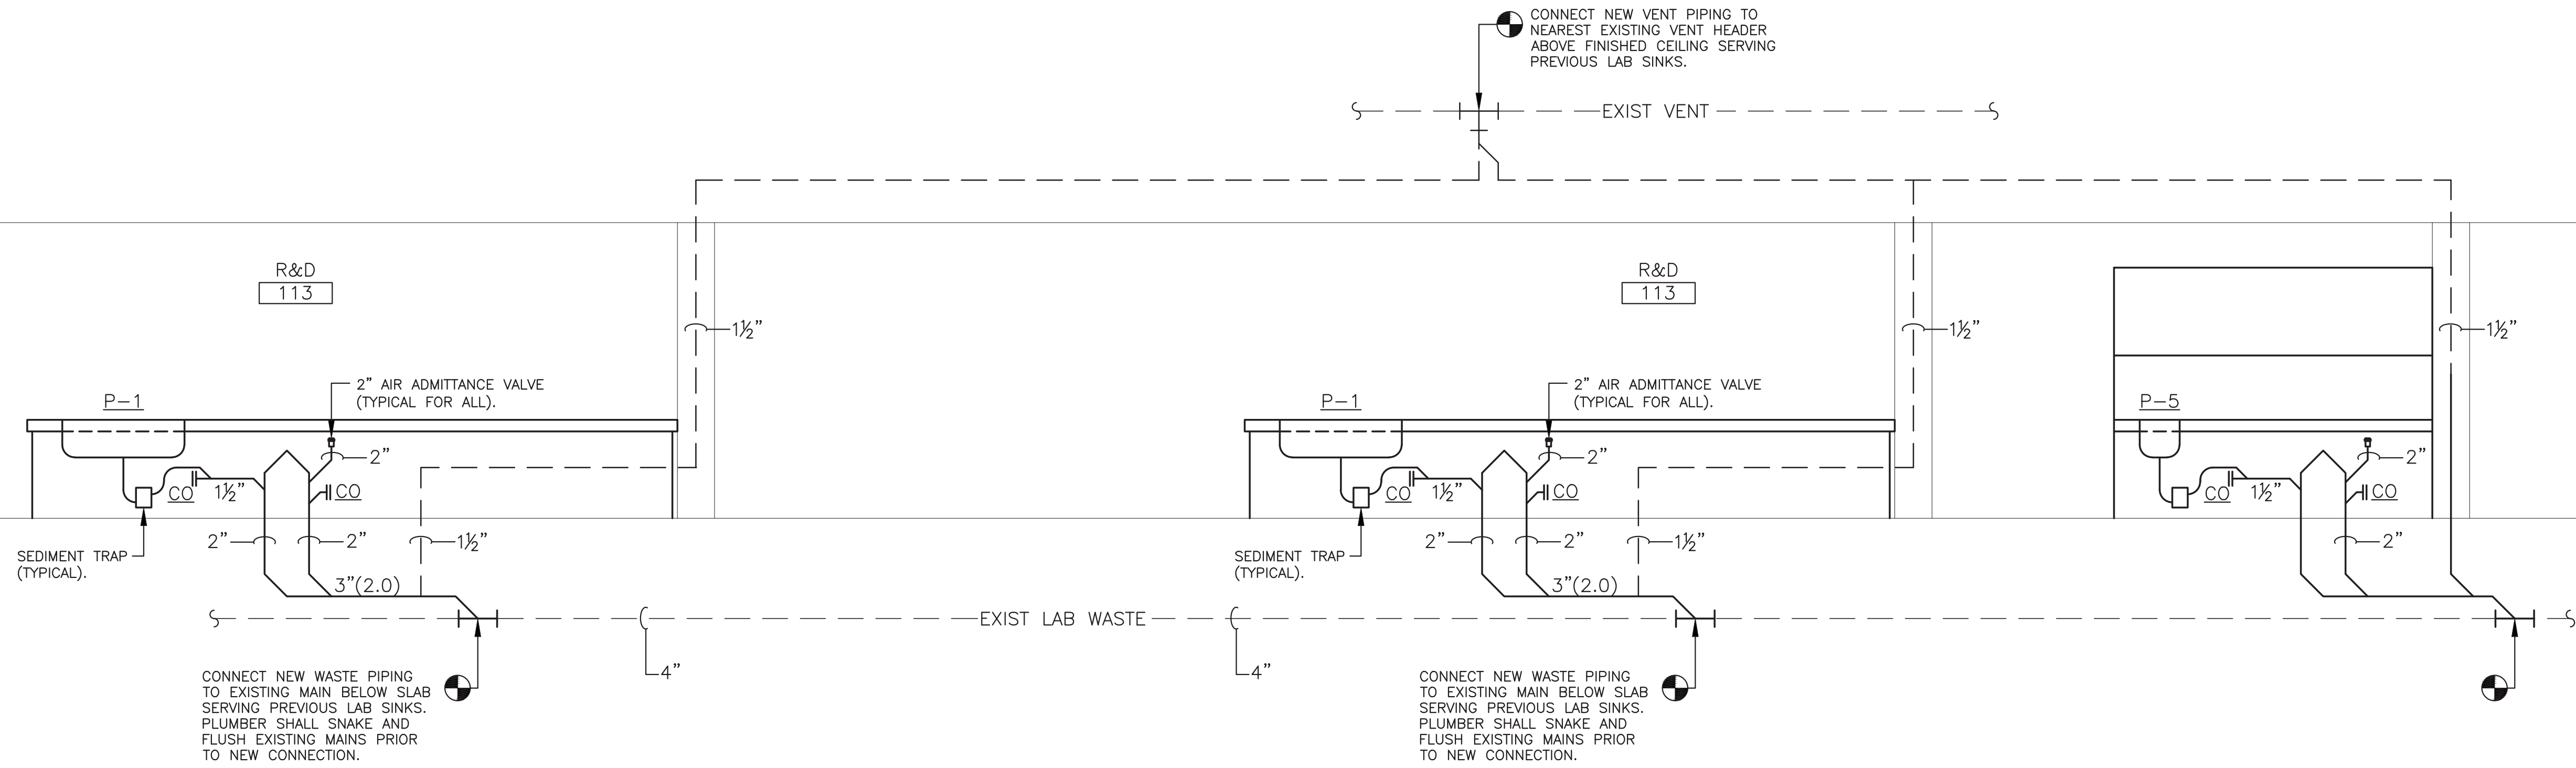 CONNECT NEW VENT PIPING TO
NEAREST EXISTING VENT HEADER
ABOVE FINISHED CEILING SERVING
PREVIOUS LAB SINKS.
EXIST VENT
R&D
113
R&D
113
1½"
1½"
1½"
P-1
2" AIR ADMITTANCE VALVE
(TYPICAL FOR ALL).
P-1
2" AIR ADMITTANCE VALVE
(TYPICAL FOR ALL).
P-5
2"
2"
2"
CO
1½"
CO
CO
1½"
CO
CO
1½"
CO
SEDIMENT TRAP
(TYPICAL).
2"
2"
1½"
SEDIMENT TRAP
(TYPICAL).
2"
2"
1½"
2"
3"(2.0)
3"(2.0)
EXIST LAB WASTE
4"
4"
CONNECT NEW WASTE PIPING
TO EXISTING MAIN BELOW SLAB
SERVING PREVIOUS LAB SINKS.
PLUMBER SHALL SNAKE AND
FLUSH EXISTING MAINS PRIOR
TO NEW CONNECTION.
CONNECT NEW WASTE PIPING
TO EXISTING MAIN BELOW SLAB
SERVING PREVIOUS LAB SINKS.
PLUMBER SHALL SNAKE AND
FLUSH EXISTING MAINS PRIOR
TO NEW CONNECTION.